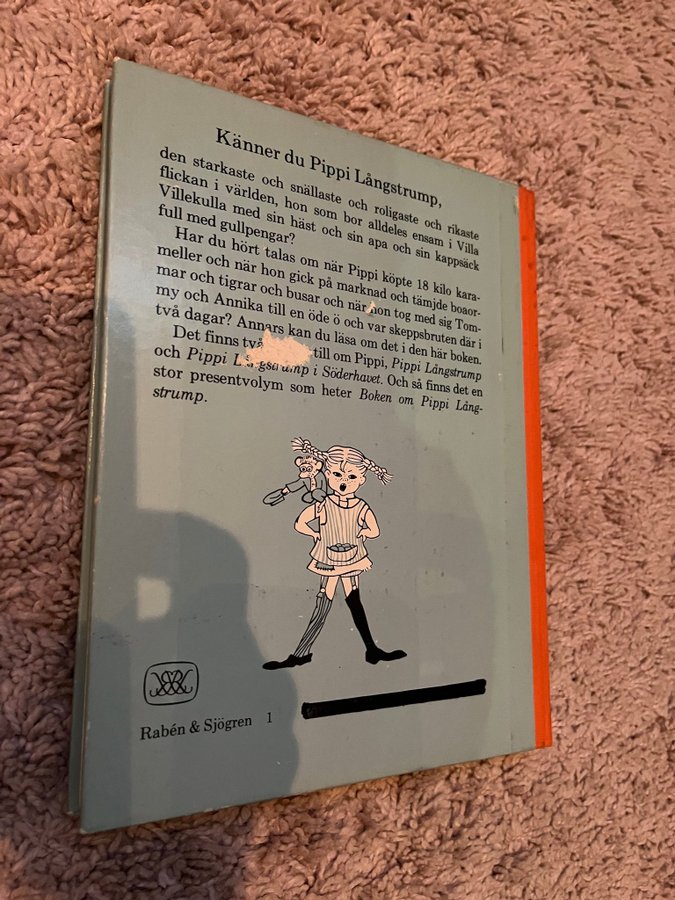 Känner du Pippi Långstrump,
den starkaste och snällaste och roligaste och rikaste
flickan i världen, hon som bor alldeles ensam i Villa
Villekulla med sin häst och sin apa och sin kappsäck
full med gullpengar?
Har du hört talas om när Pippi köpte 18 kilo kara-
meller och när hon gick på marknad och tämjde boaor-
mar och tigrar och busar och när hon tog med sig Tom-
my och Annika till en öde ö och var skeppsbruten där i
två dagar? Annars kan du läsa om det i den här boken.
Det finns två till om Pippi, Pippi Långstrump
och Pippi Långstrump i Söderhavet. Och så finns det en
stor presentvolym som heter Boken om Pippi Lång-
strump.
Rabén & Sjögren 1